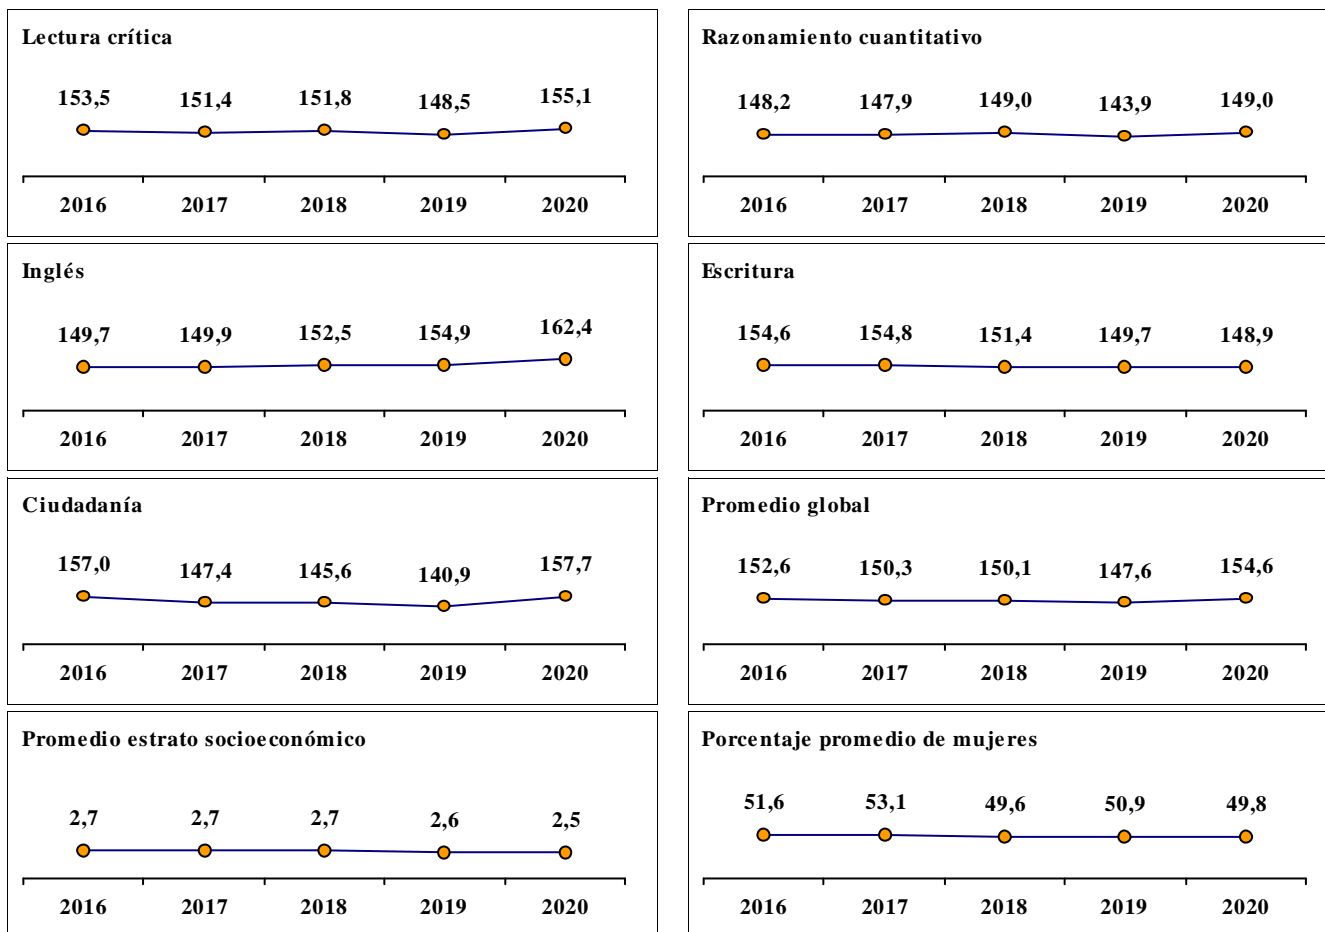 Lectura crítica
153,5 151,4 151,8 148,5 155,1
2016 2017 2018 2019 2020
Razonamiento cuantitativo
148,2 147,9 149,0 143,9 149,0
2016 2017 2018 2019 2020
Inglés
149,7 149,9 152,5 154,9 162,4
2016 2017 2018 2019 2020
Escritura
154,6 154,8 151,4 149,7 148,9
2016 2017 2018 2019 2020
Ciudadanía
157,0 147,4 145,6 140,9 157,7
2016 2017 2018 2019 2020
Promedio global
152,6 150,3 150,1 147,6 154,6
2016 2017 2018 2019 2020
Promedio estrato socioeconómico
2,7 2,7 2,7 2,6 2,5
2016 2017 2018 2019 2020
Porcentaje promedio de mujeres
51,6 53,1 49,6 50,9 49,8
2016 2017 2018 2019 2020